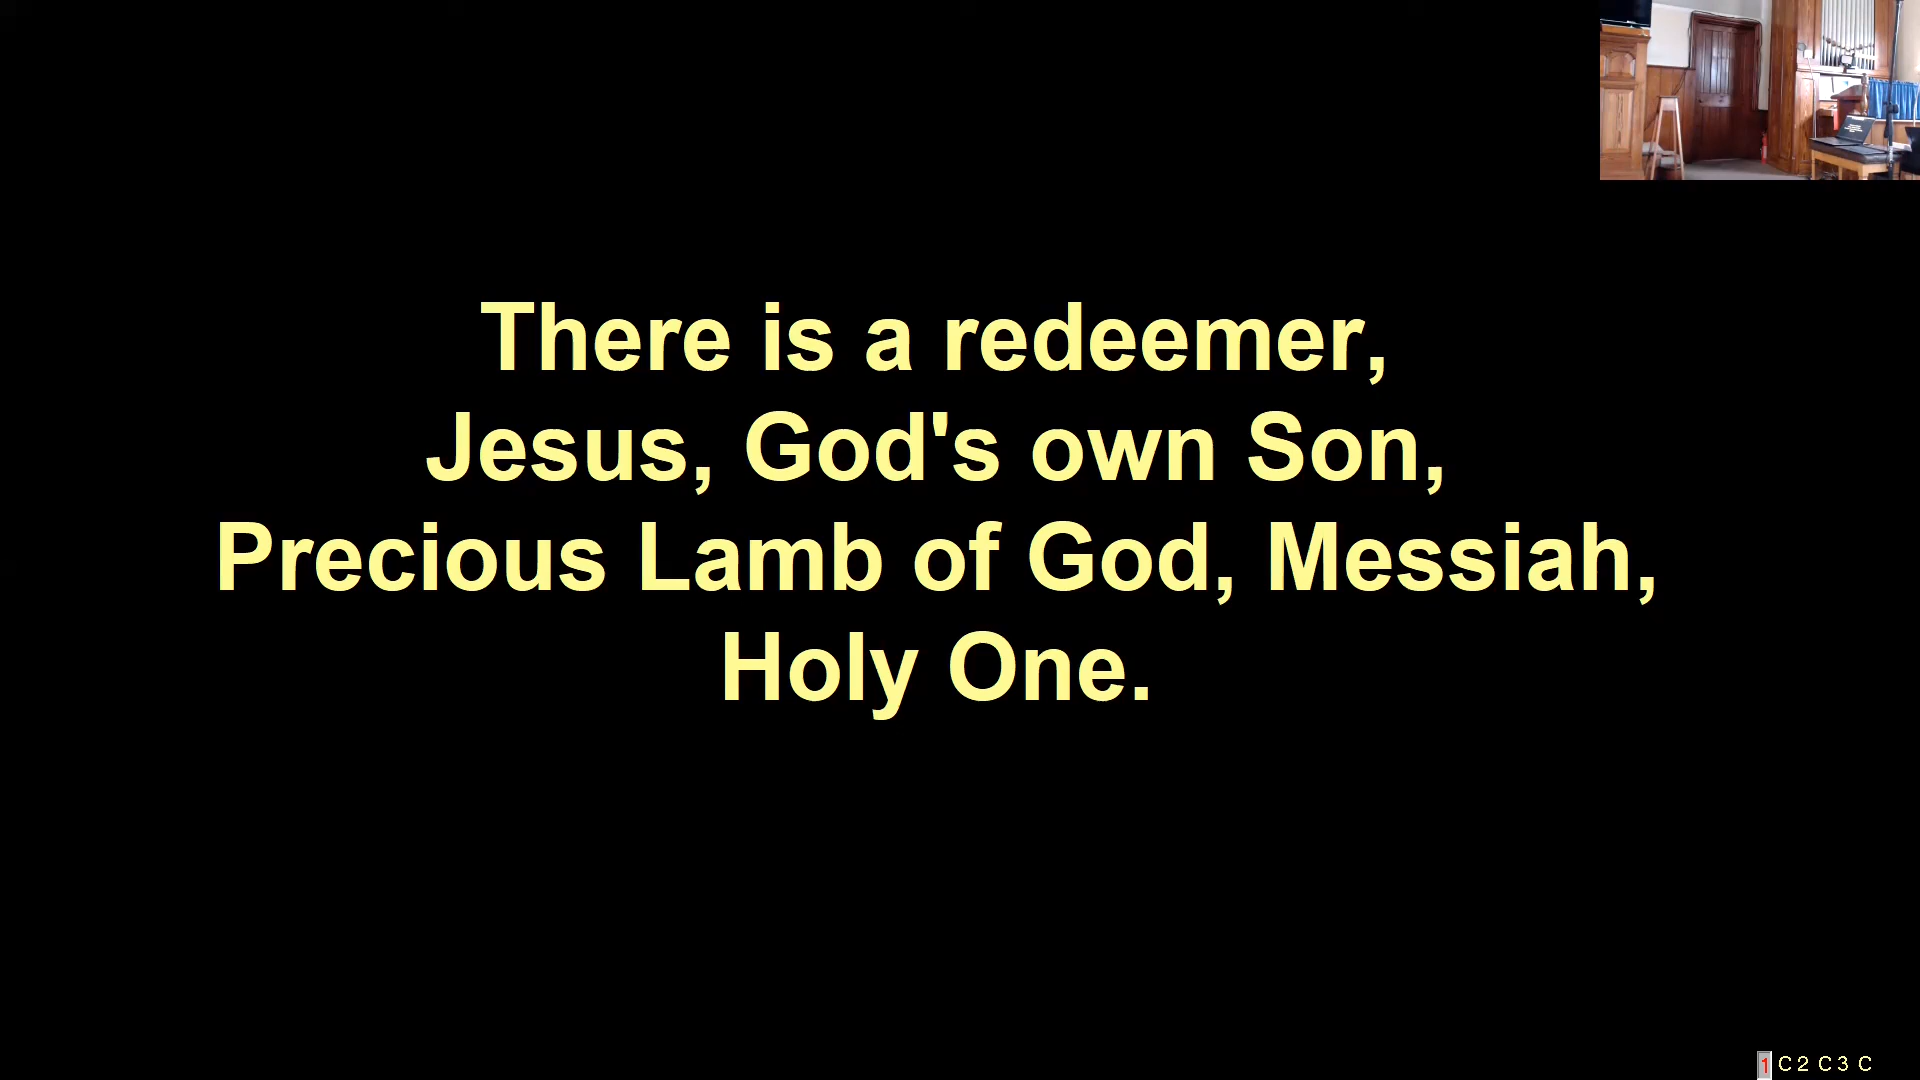 There is a redeemer,
Jesus, God's own Son,
Precious Lamb of God, Messiah,
Holy One.
1 C 2 C 3 C